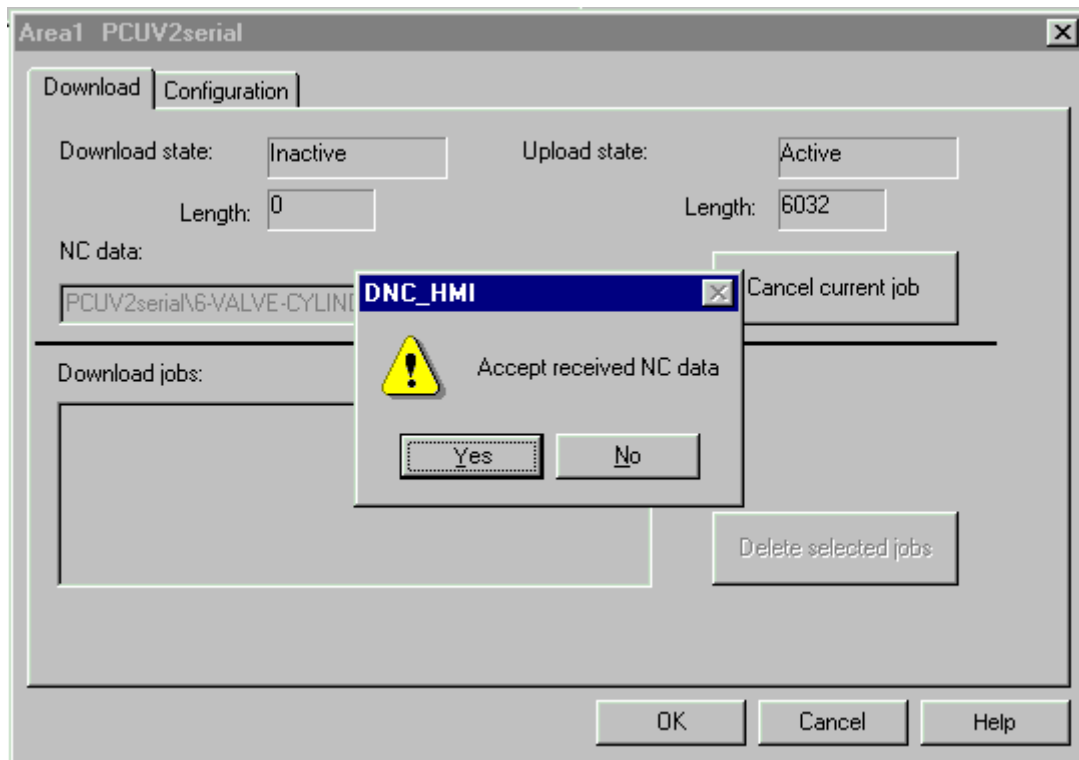 Area1 PCUV2serial
Download
Configuration
Download state:
Inactive
Upload state:
Active
Length:
0
Length:
6032
NC data:
PCUV2serial\6-VALVE-CYLIND
Cancel current job
DNC_HMI
Accept received NC data
Yes
No
Download jobs:
Delete selected jobs
OK
Cancel
Help